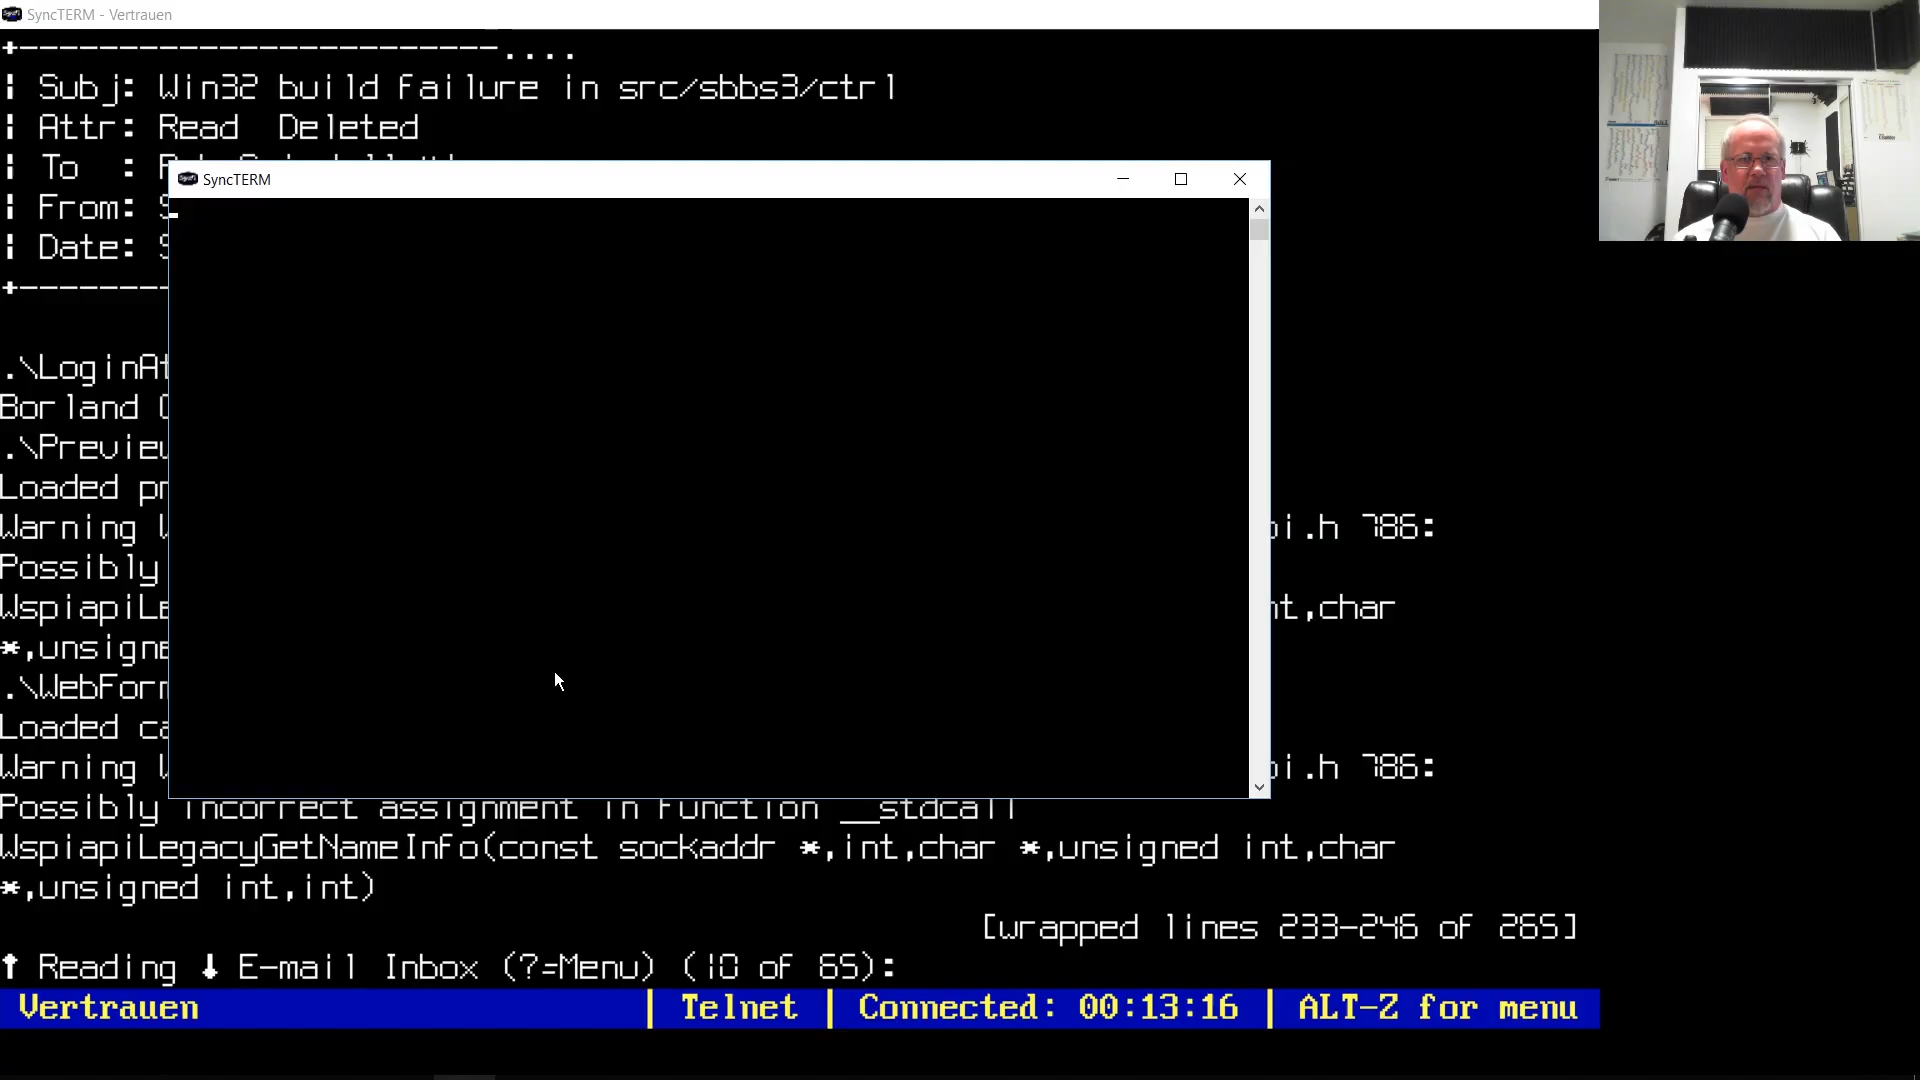 SyncTERM - Vertrauen
Subj: Win32 build failure in src/sbbs3/ctrl
Attr: Read Deleted
To :
SyncTERM
From:
Date:
.\LoginAt
Borland
.\Preview
Loaded pr
Warning W pi.h 786:
Possibly
WspiapiLe nt,char
*,unsigne
.\WebForm
Loaded ca
Warning W pi.h 786:
Possibly incorrect assignment in function __stdcall
WspiapiLegacyGetNameInfo(const sockaddr *,int,char *,unsigned int,char
*,unsigned int,int)
[wrapped lines 233-246 of 265]
↑ Reading ↓ E-mail Inbox (?=Menu) (10 of 65):
Vertrauen | Telnet | Connected: 00:13:16 | ALT-Z for menu